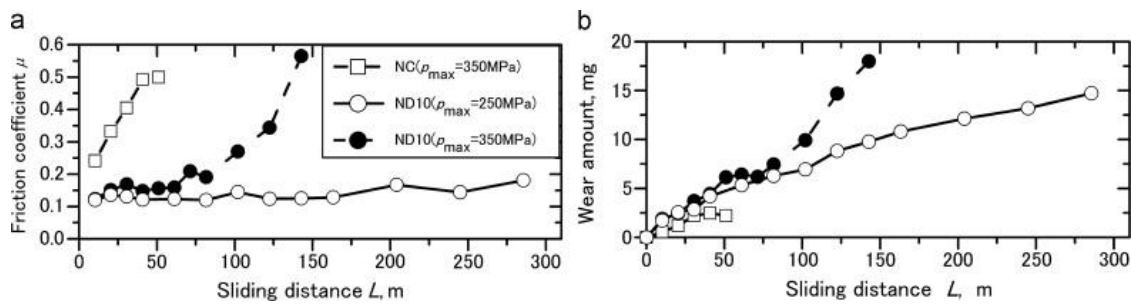 a
0.6
0.5
0.4
0.3
0.2
0.1
0.0
Friction coefficient μ
0 50 100 150 200 250 300
Sliding distance L, m
NC(pmax=350MPa)
ND10(pmax=250MPa)
ND10(pmax=350MPa)
b
20
15
10
5
0
Wear amount, mg
0 50 100 150 200 250 300
Sliding distance L, m